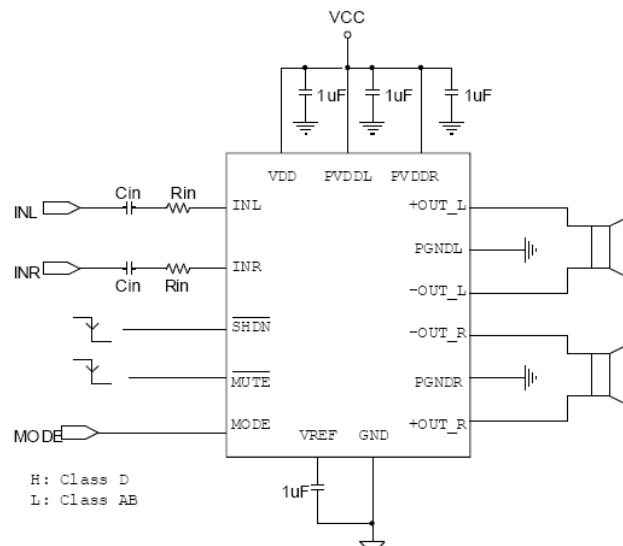 VCC
1uF 1uF 1uF
VDD PVDDL PVDDR
INL Cin Rin INL +OUT_L
PGNDL
INR Cin Rin INR -OUT_L
SHDN -OUT_R
MUTE PGNDR
MODE MODE VREF GND +OUT_R
H: Class D
L: Class AB
1uF